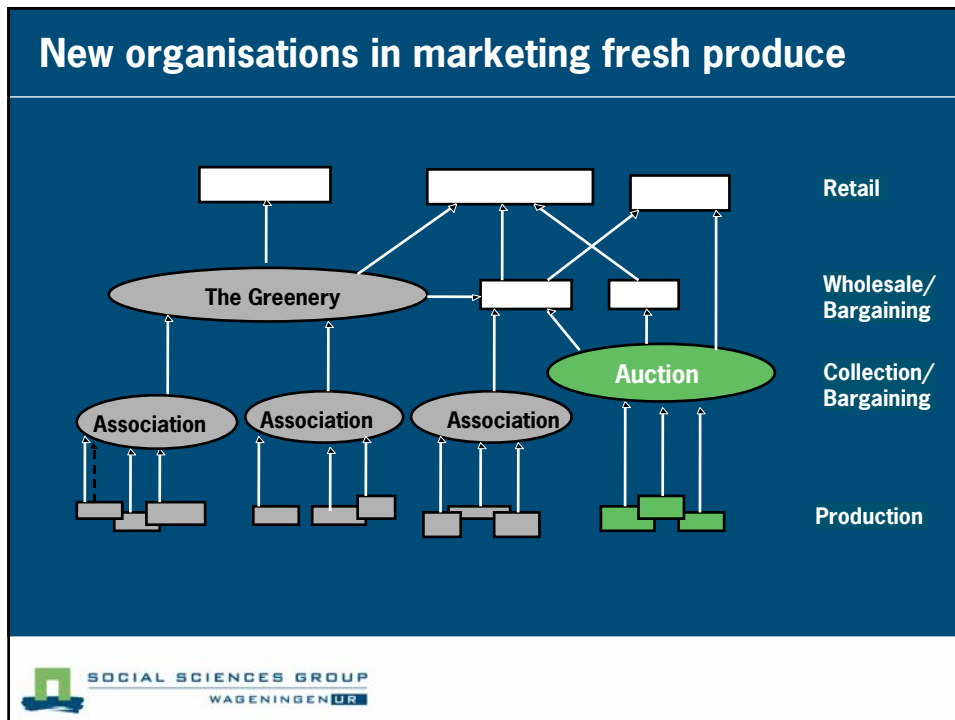 New organisations in marketing fresh produce
Retail
The Greenery
Wholesale/
Bargaining
Auction
Collection/
Bargaining
Association
Association
Association
Production
SOCIAL SCIENCES GROUP
WAGENINGEN UR